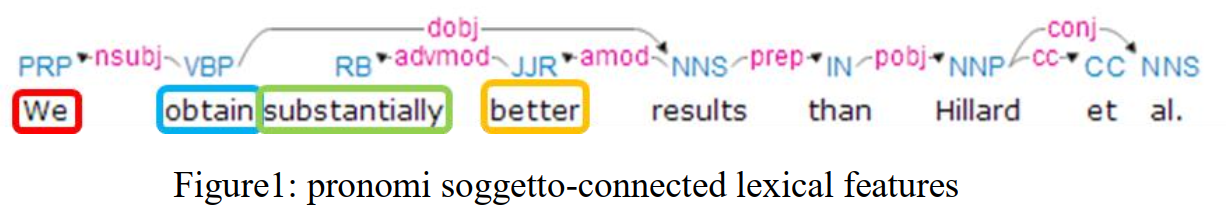 dobj conj
PRP nsubj VBP RB advmod JJR amod NNS prep IN pobj NNP cc CC NNS
We obtain substantially better results than Hillard et al.
Figure1: pronomi soggetto-connected lexical features